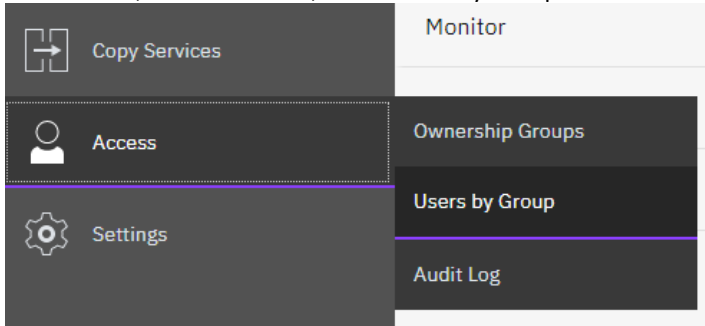 Monitor
Copy Services
Access
Ownership Groups
Users by Group
Settings
Audit Log